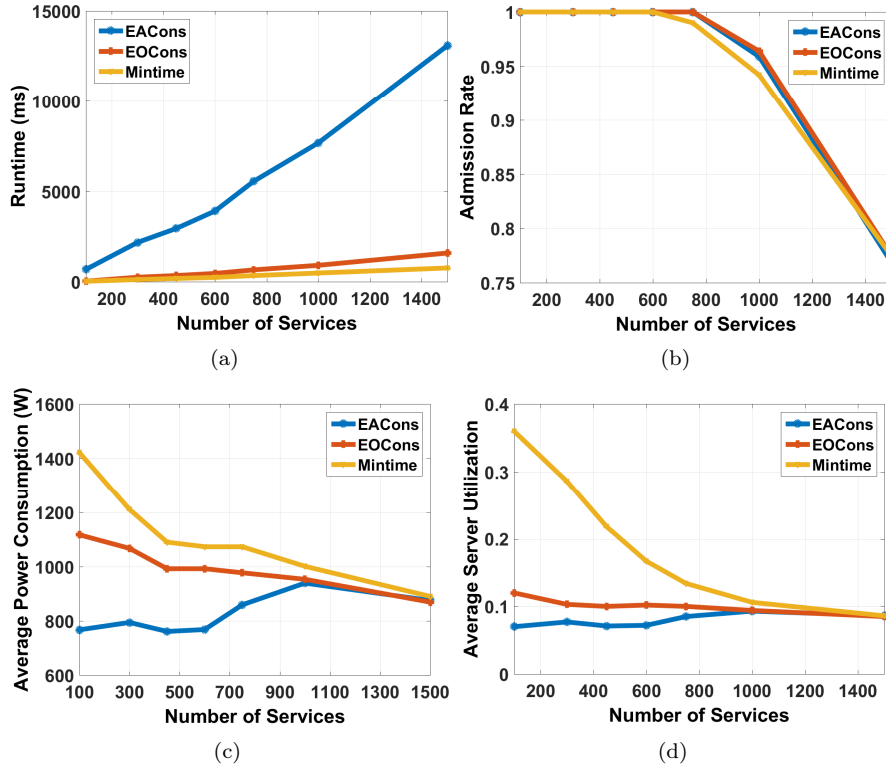 15000
10000
5000
0
Runtime (ms)
EACons
EOCons
Mintime
200 400 600 800 1000 1200 1400
Number of Services
(a)
1
0.95
0.9
0.85
0.8
0.75
Admission Rate
EACons
EOCons
Mintime
200 400 600 800 1000 1200 1400
Number of Services
(b)
1600
1400
1200
1000
800
600
Average Power Consumption (W)
EACons
EOCons
Mintime
100 300 500 700 900 1100 1300 1500
Number of Services
(c)
0.4
0.3
0.2
0.1
0
Average Server Utilization
EACons
EOCons
Mintime
200 400 600 800 1000 1200 1400
Number of Services
(d)